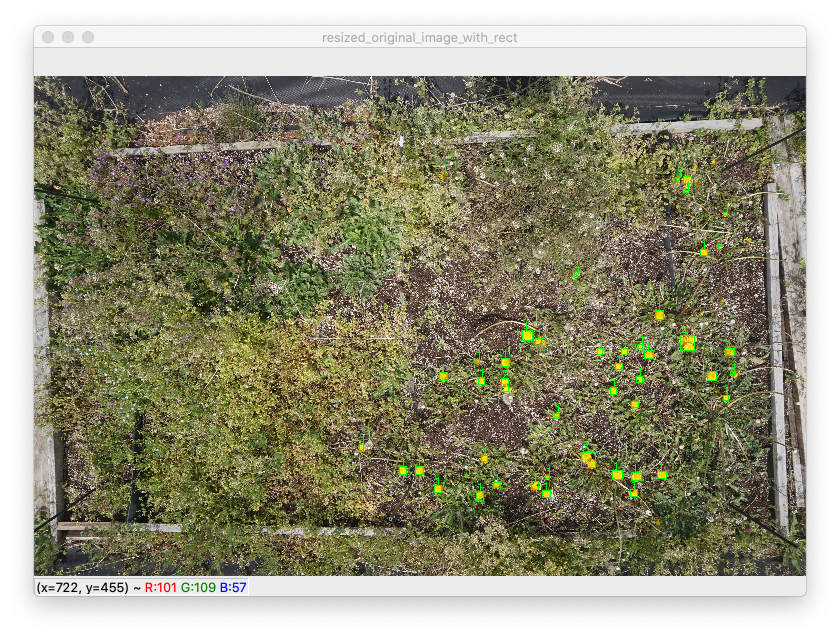 resized_original_image_with_rect
(x=722, y=455) ~ R:101 G:109 B:57